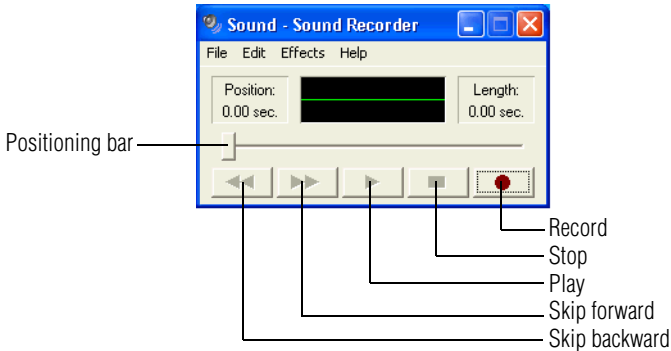 Sound - Sound Recorder
File Edit Effects Help
Position:
0.00 sec.
Length:
0.00 sec.
Positioning bar
Record
Stop
Play
Skip forward
Skip backward